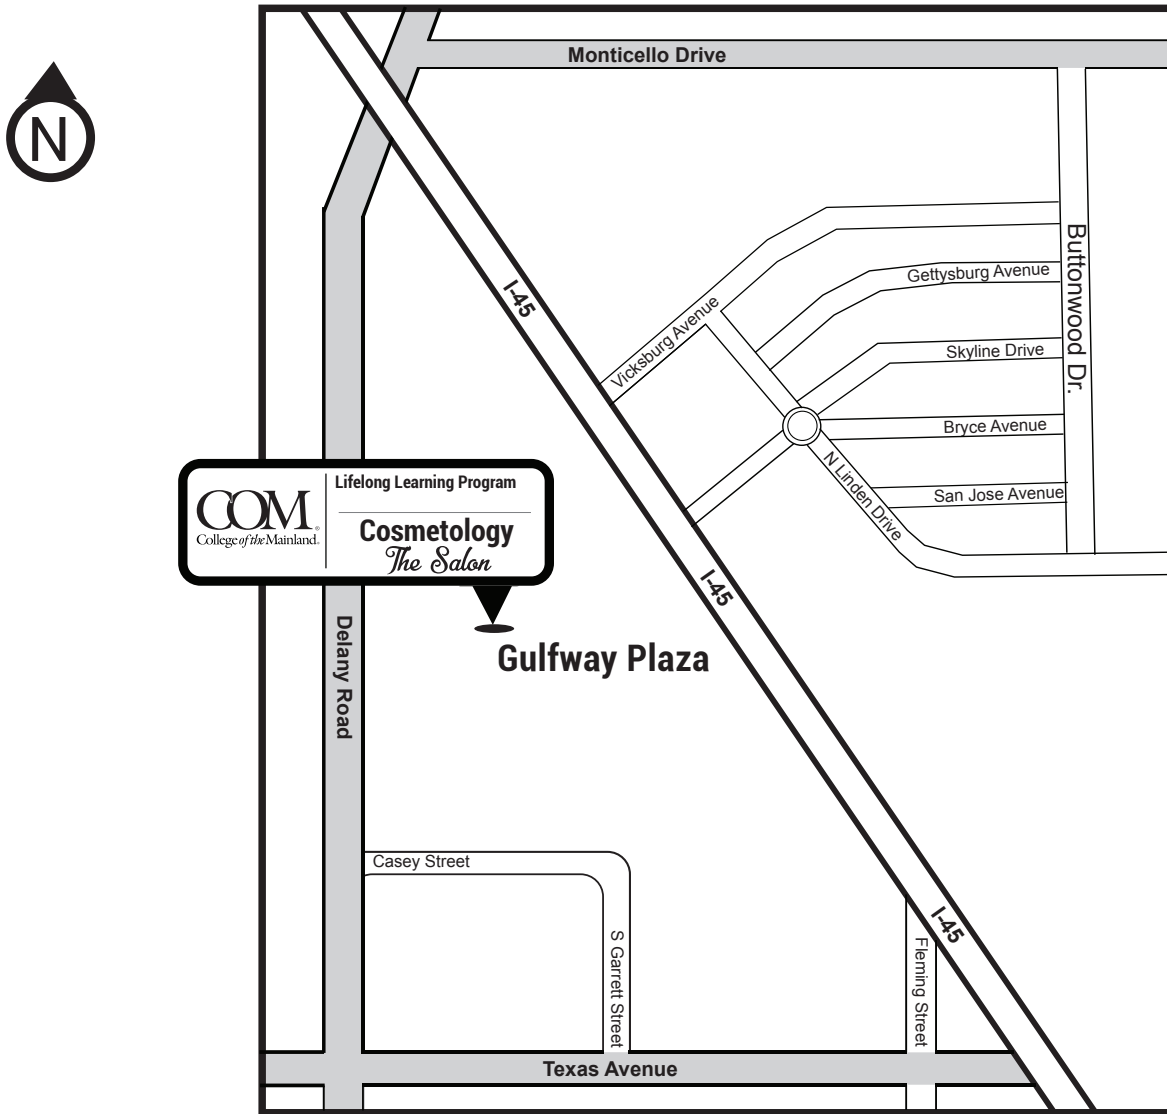 Monticello Drive
N
Buttonwood Dr.
Gettysburg Avenue
I-45
Vicksburg Avenue
Skyline Drive
Bryce Avenue
N Linden Drive
San Jose Avenue
COM®
College of the Mainland®
Lifelong Learning Program
Cosmetology
The Salon
I-45
Delany Road
Gulfway Plaza
Casey Street
S Garrett Street
Fleming Street
I-45
Texas Avenue